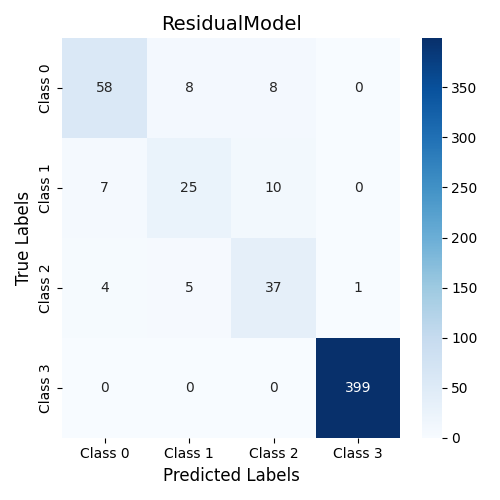 ResidualModel
True Labels
Class 0
58 8 8 0
Class 1
7 25 10 0
Class 2
4 5 37 1
Class 3
0 0 0 399
Class 0 Class 1 Class 2 Class 3
Predicted Labels
350
300
250
200
150
100
50
0